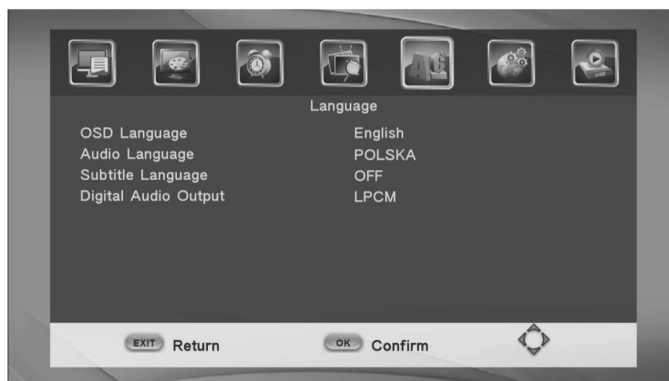 Language
OSD Language English
Audio Language POLSKA
Subtitle Language OFF
Digital Audio Output LPCM
EXIT Return OK Confirm